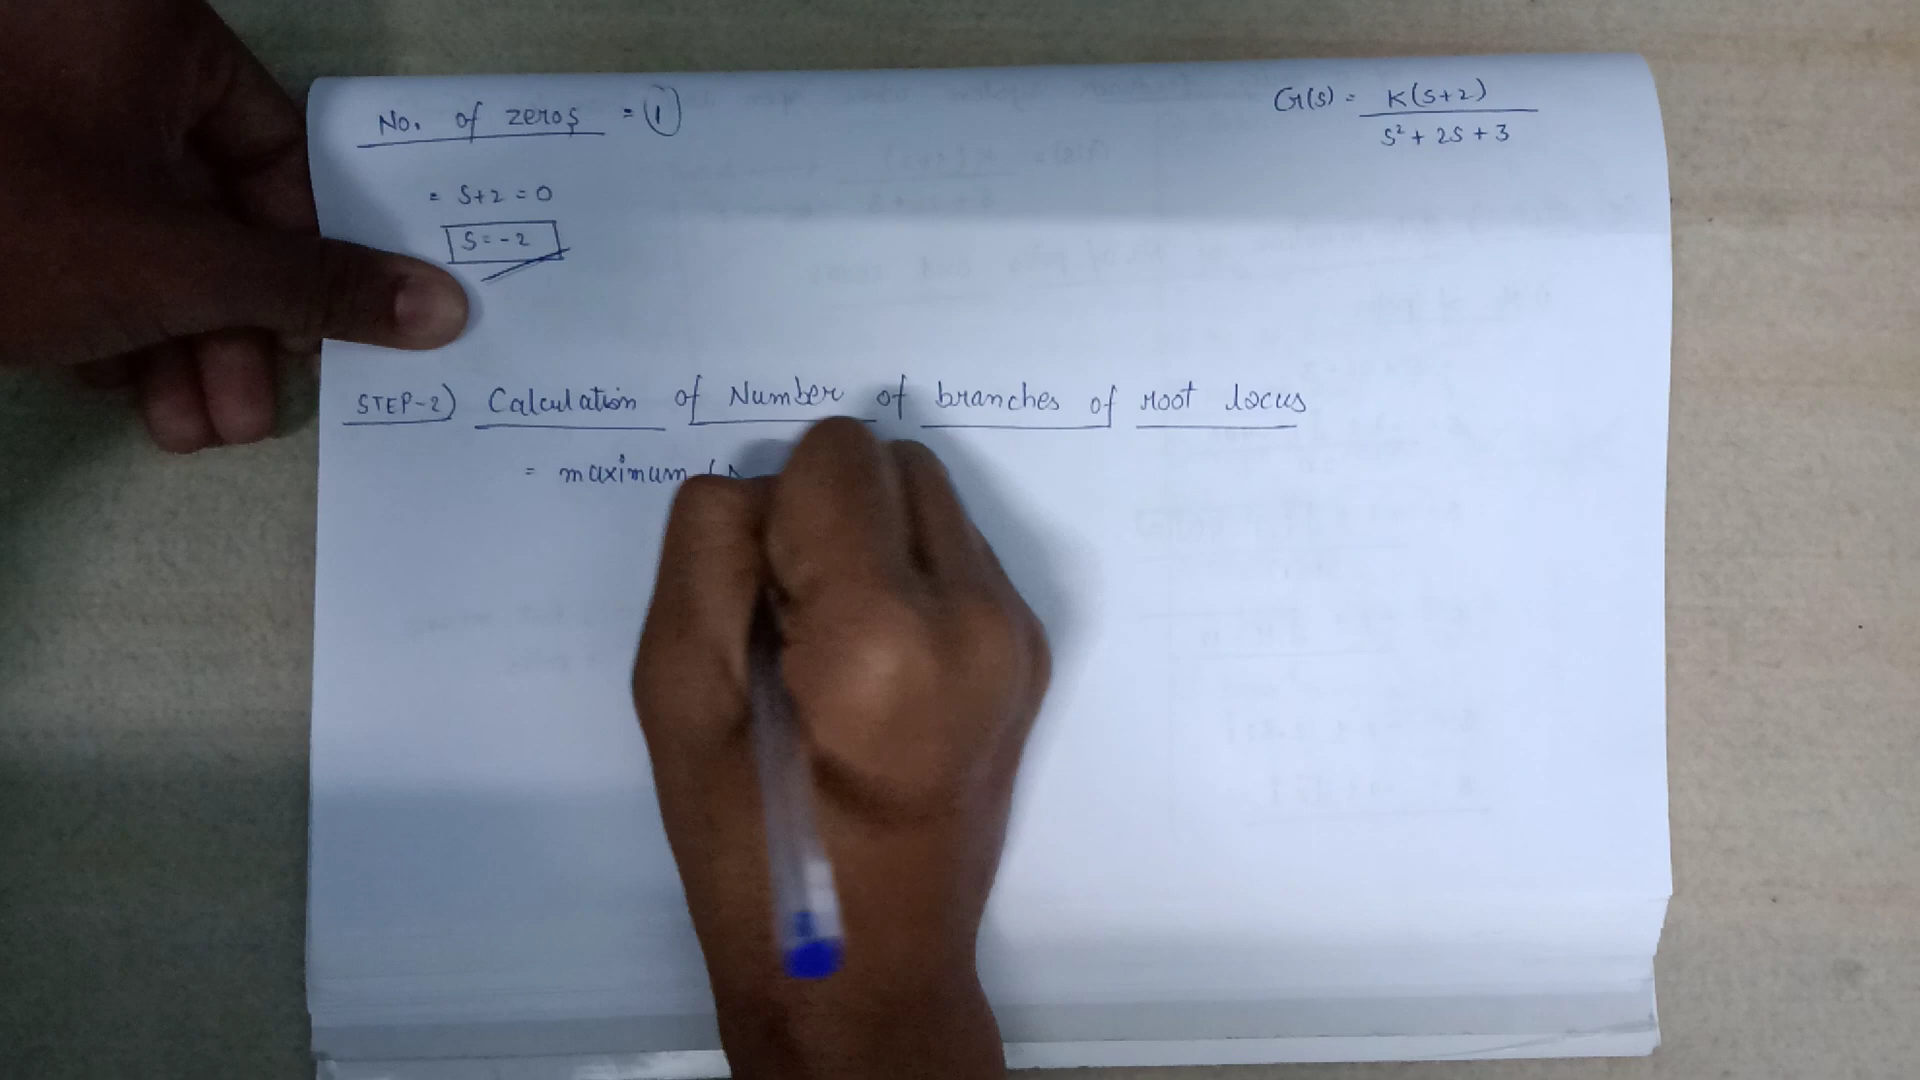 No. of zeros = 1
G(s) = K(s+2)
s² + 2s + 3
= s+2 = 0
s = -2
STEP-2) Calculation of Number of branches of root locus
= maximum (